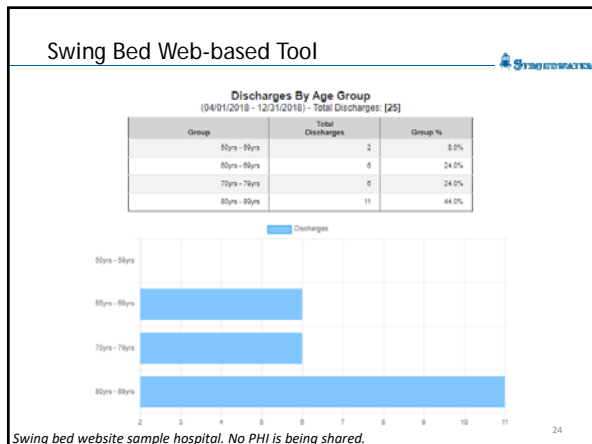 Swing Bed Web-based Tool
STROUDWATER
Discharges By Age Group
(04/01/2018 - 12/31/2018) - Total Discharges: [25]
Group Total Discharges Group %
50yrs - 59yrs 2 8.0%
60yrs - 69yrs 6 24.0%
70yrs - 79yrs 6 24.0%
80yrs - 89yrs 11 44.0%
Discharges
50yrs - 59yrs
60yrs - 69yrs
70yrs - 79yrs
80yrs - 89yrs
2 3 4 5 6 7 8 9 10 11
Swing bed website sample hospital. No PHI is being shared.
24